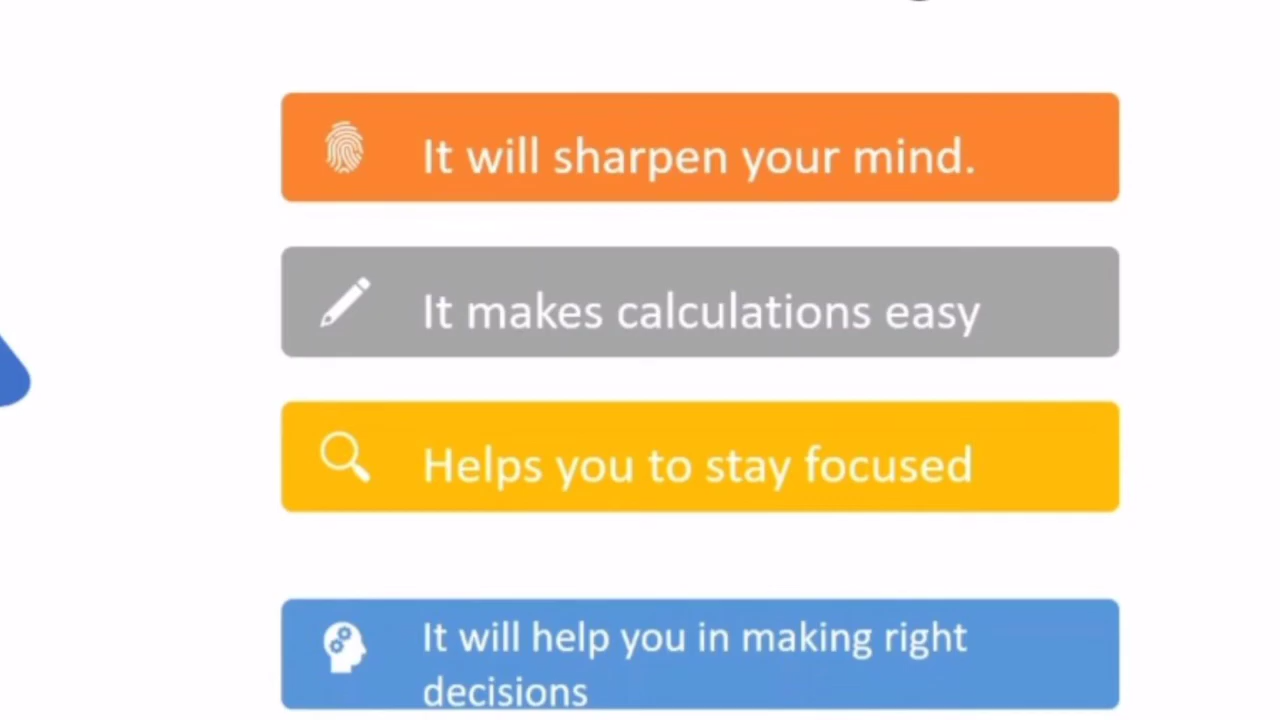 It will sharpen your mind.
It makes calculations easy
Helps you to stay focused
It will help you in making right
decisions